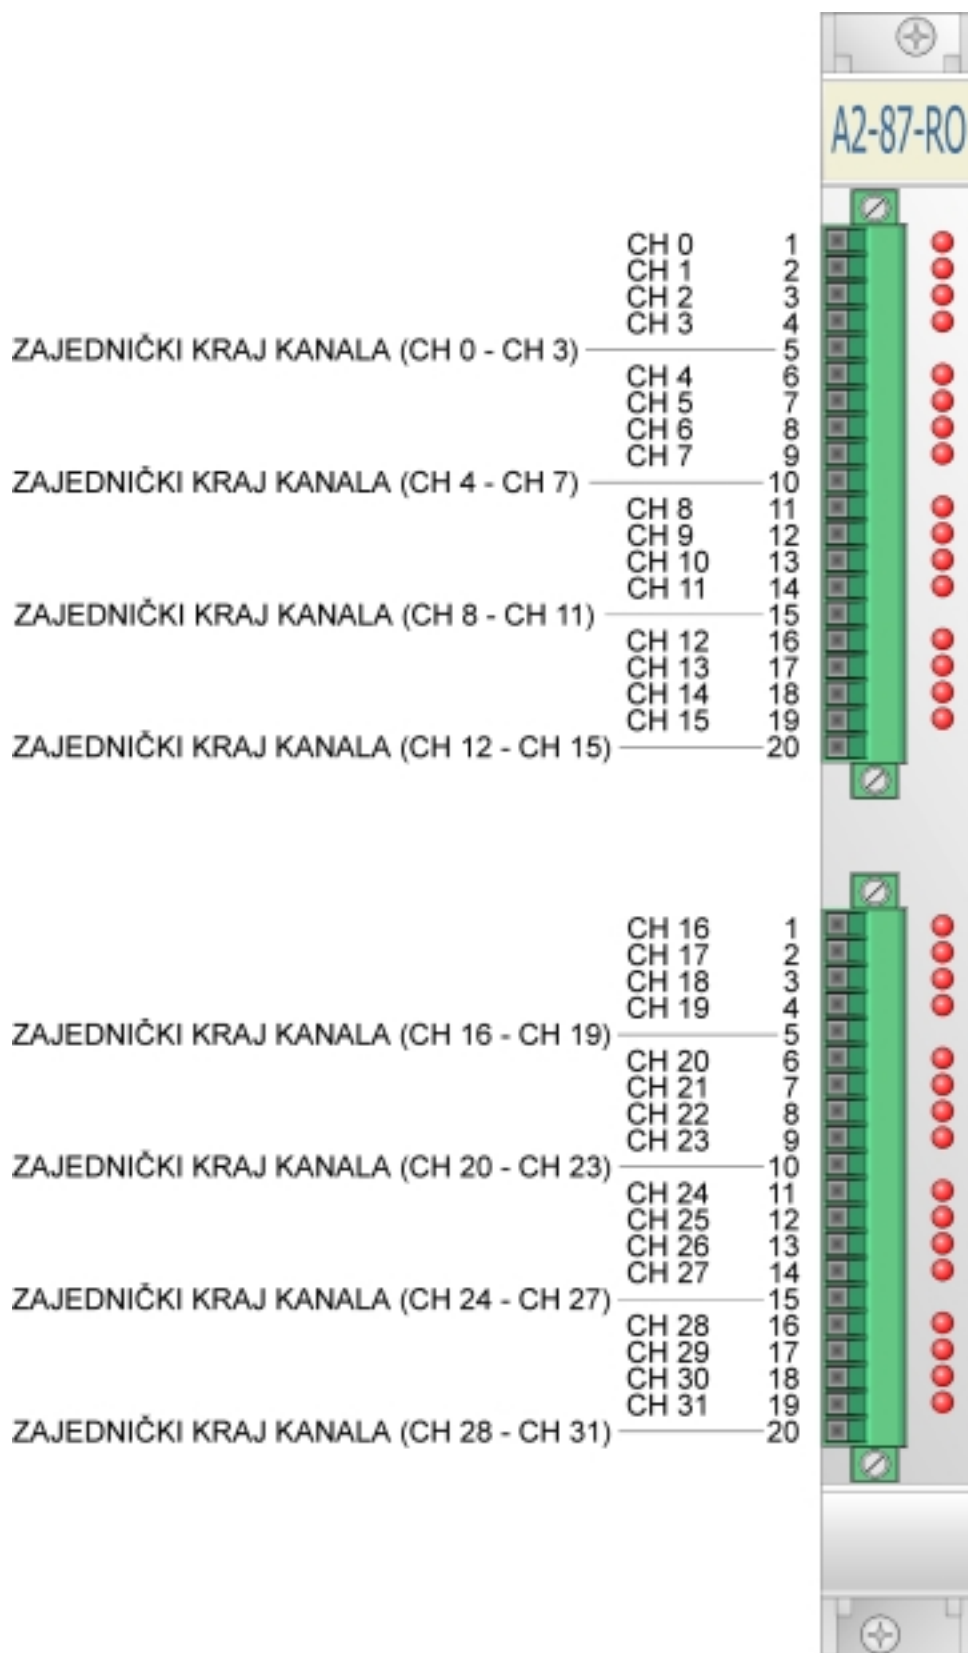 A2-87-RO
CH 0 1
CH 1 2
CH 2 3
CH 3 4
ZAJEDNIČKI KRAJ KANALA (CH 0 - CH 3) 5
CH 4 6
CH 5 7
CH 6 8
CH 7 9
ZAJEDNIČKI KRAJ KANALA (CH 4 - CH 7) 10
CH 8 11
CH 9 12
CH 10 13
CH 11 14
ZAJEDNIČKI KRAJ KANALA (CH 8 - CH 11) 15
CH 12 16
CH 13 17
CH 14 18
CH 15 19
ZAJEDNIČKI KRAJ KANALA (CH 12 - CH 15) 20
CH 16 1
CH 17 2
CH 18 3
CH 19 4
ZAJEDNIČKI KRAJ KANALA (CH 16 - CH 19) 5
CH 20 6
CH 21 7
CH 22 8
CH 23 9
ZAJEDNIČKI KRAJ KANALA (CH 20 - CH 23) 10
CH 24 11
CH 25 12
CH 26 13
CH 27 14
ZAJEDNIČKI KRAJ KANALA (CH 24 - CH 27) 15
CH 28 16
CH 29 17
CH 30 18
CH 31 19
ZAJEDNIČKI KRAJ KANALA (CH 28 - CH 31) 20